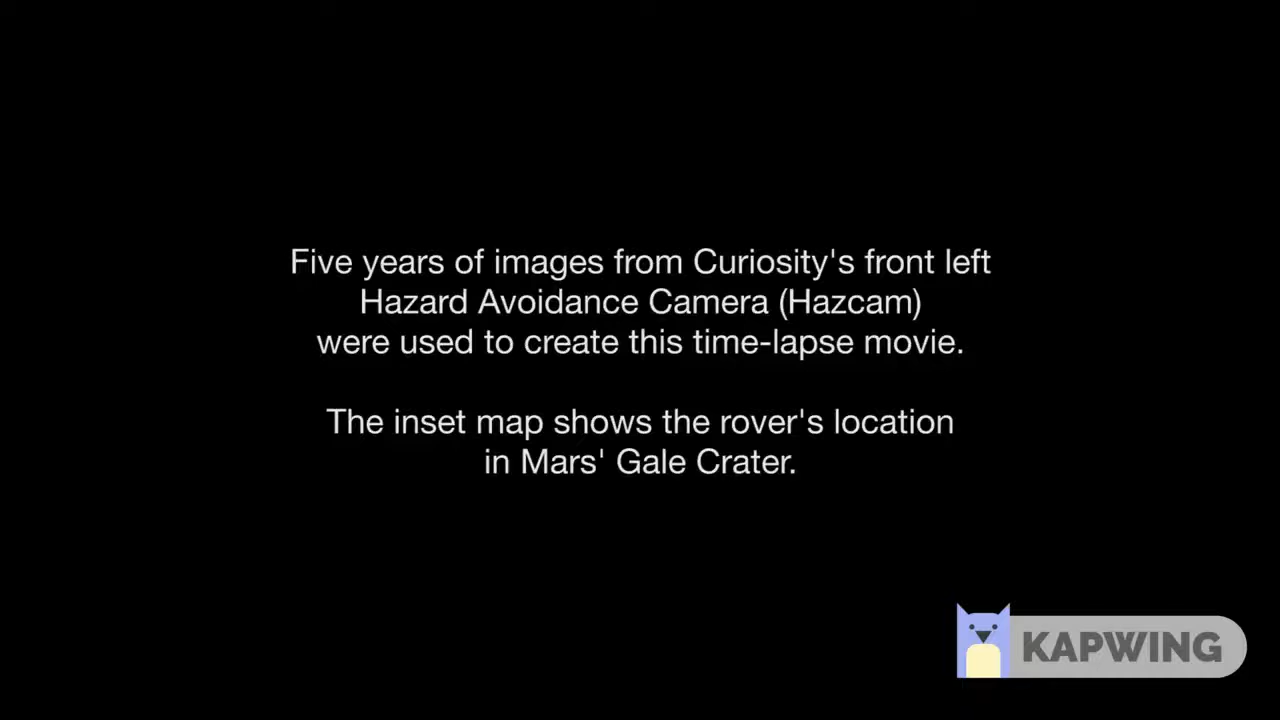 Five years of images from Curiosity's front left
Hazard Avoidance Camera (Hazcam)
were used to create this time-lapse movie.
The inset map shows the rover's location
in Mars' Gale Crater.
KAPWING